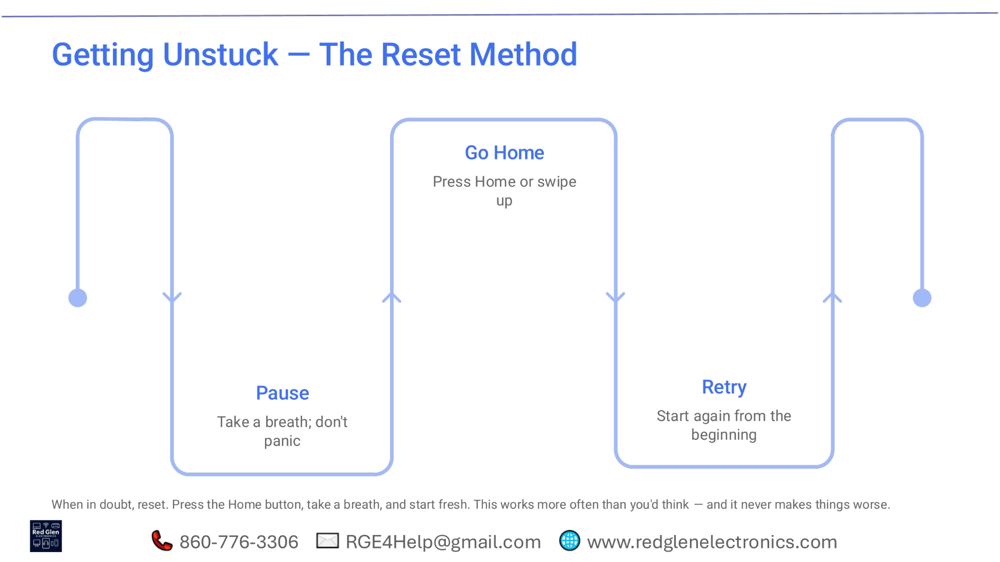 Getting Unstuck — The Reset Method
Go Home
Press Home or swipe
up
Pause
Take a breath; don't
panic
Retry
Start again from the
beginning
When in doubt, reset. Press the Home button, take a breath, and start fresh. This works more often than you'd think — and it never makes things worse.
Red Glen
ELECTRONICS
860-776-3306 RGE4Help@gmail.com www.redglenelectronics.com